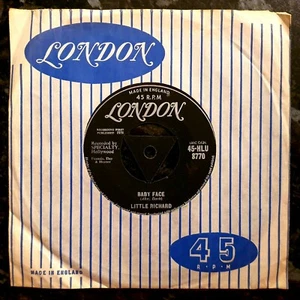 LONDON
MADE IN ENGLAND
45 R.P.M.
LONDON
Recorded by
SPECIALTY,
Hollywood
45-HLU
8770
BABY FACE
LITTLE RICHARD
45
R·P·M
MADE IN ENGLAND